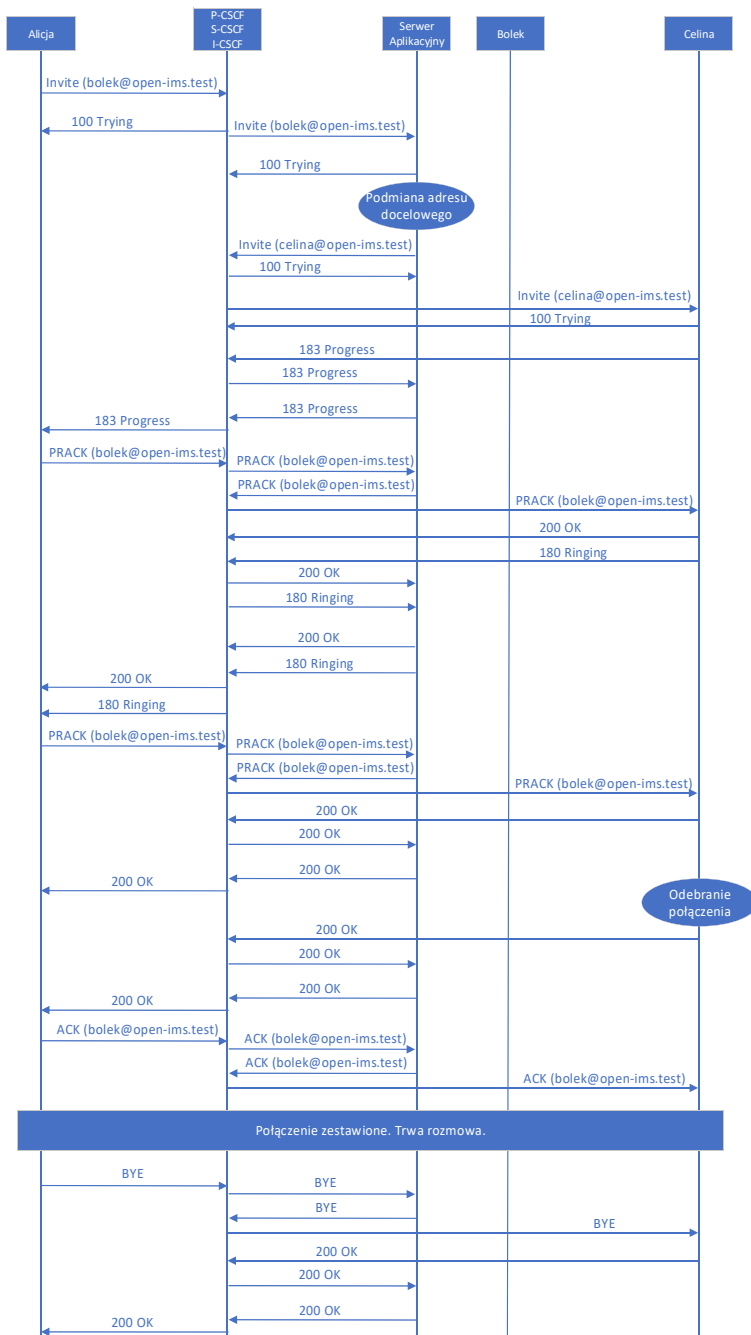 Alicja
P-CSCF
S-CSCF
I-CSCF
Serwer
Aplikacyjny
Bolek
Celina
Invite (bolek@open-ims.test)
100 Trying
Invite (bolek@open-ims.test)
100 Trying
Podmiana adresu
docelowego
Invite (celina@open-ims.test)
100 Trying
Invite (celina@open-ims.test)
100 Trying
183 Progress
183 Progress
183 Progress
183 Progress
PRACK (bolek@open-ims.test)
PRACK (bolek@open-ims.test)
PRACK (bolek@open-ims.test)
PRACK (bolek@open-ims.test)
200 OK
180 Ringing
200 OK
180 Ringing
200 OK
180 Ringing
200 OK
180 Ringing
PRACK (bolek@open-ims.test)
PRACK (bolek@open-ims.test)
PRACK (bolek@open-ims.test)
PRACK (bolek@open-ims.test)
200 OK
200 OK
200 OK
200 OK
Odebranie
połączenia
200 OK
200 OK
200 OK
200 OK
ACK (bolek@open-ims.test)
ACK (bolek@open-ims.test)
ACK (bolek@open-ims.test)
ACK (bolek@open-ims.test)
Połączenie zestawione. Trwa rozmowa.
BYE
BYE
BYE
BYE
200 OK
200 OK
200 OK
200 OK